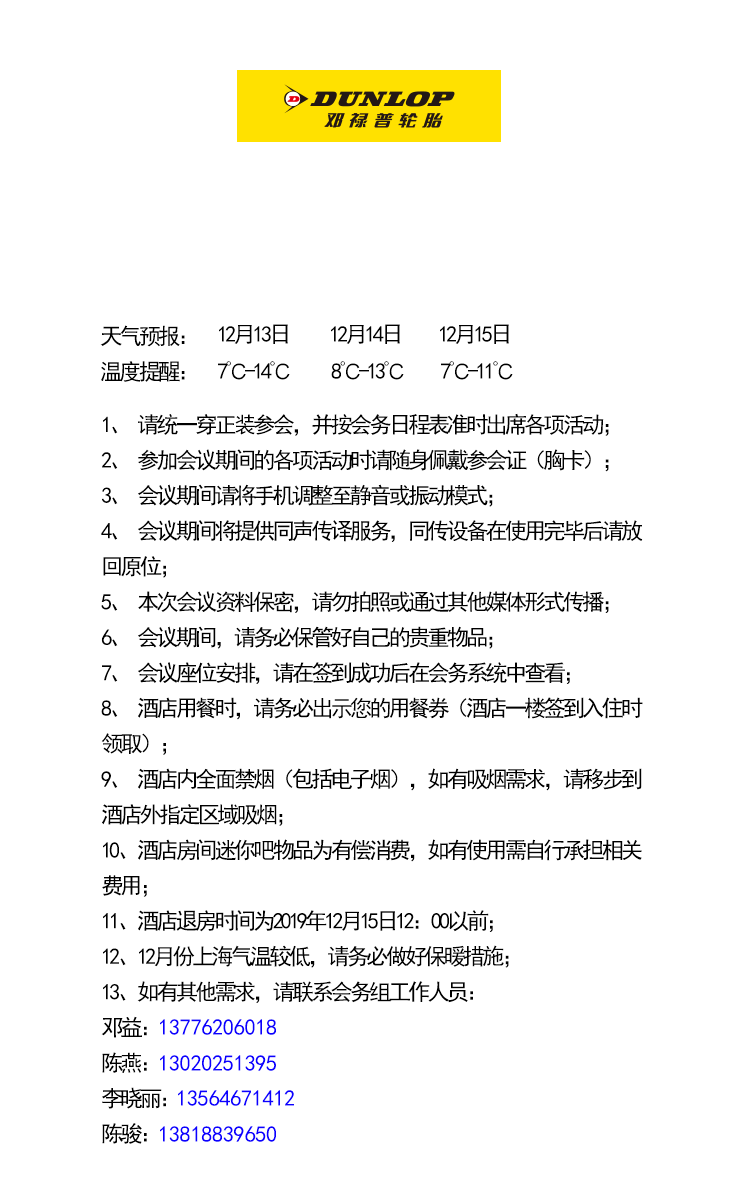 DUNLOP
邓禄普轮胎
天气预报： 12月13日 12月14日 12月15日
温度提醒： 7℃-14℃ 8℃-13℃ 7℃-11℃
1、 请统一穿正装参会，并按会务日程表准时出席各项活动；
2、 参加会议期间的各项活动时请随身佩戴参会证（胸卡）；
3、 会议期间请将手机调整至静音或振动模式；
4、 会议期间将提供同声传译服务，同传设备在使用完毕后请放
回原位；
5、 本次会议资料保密，请勿拍照或通过其他媒体形式传播；
6、 会议期间，请务必保管好自己的贵重物品；
7、 会议座位安排，请在签到成功后在会务系统中查看；
8、 酒店用餐时，请务必出示您的用餐券（酒店一楼签到入住时
领取）；
9、 酒店内全面禁烟（包括电子烟），如有吸烟需求，请移步到
酒店外指定区域吸烟；
10、酒店房间迷你吧物品为有偿消费，如有使用需自行承担相关
费用；
11、酒店退房时间为2019年12月15日12：00以前；
12、12月份上海气温较低，请务必做好保暖措施；
13、如有其他需求，请联系会务组工作人员：
邓益：13776206018
陈燕：13020251395
李晓丽：13564671412
陈骏：13818839650